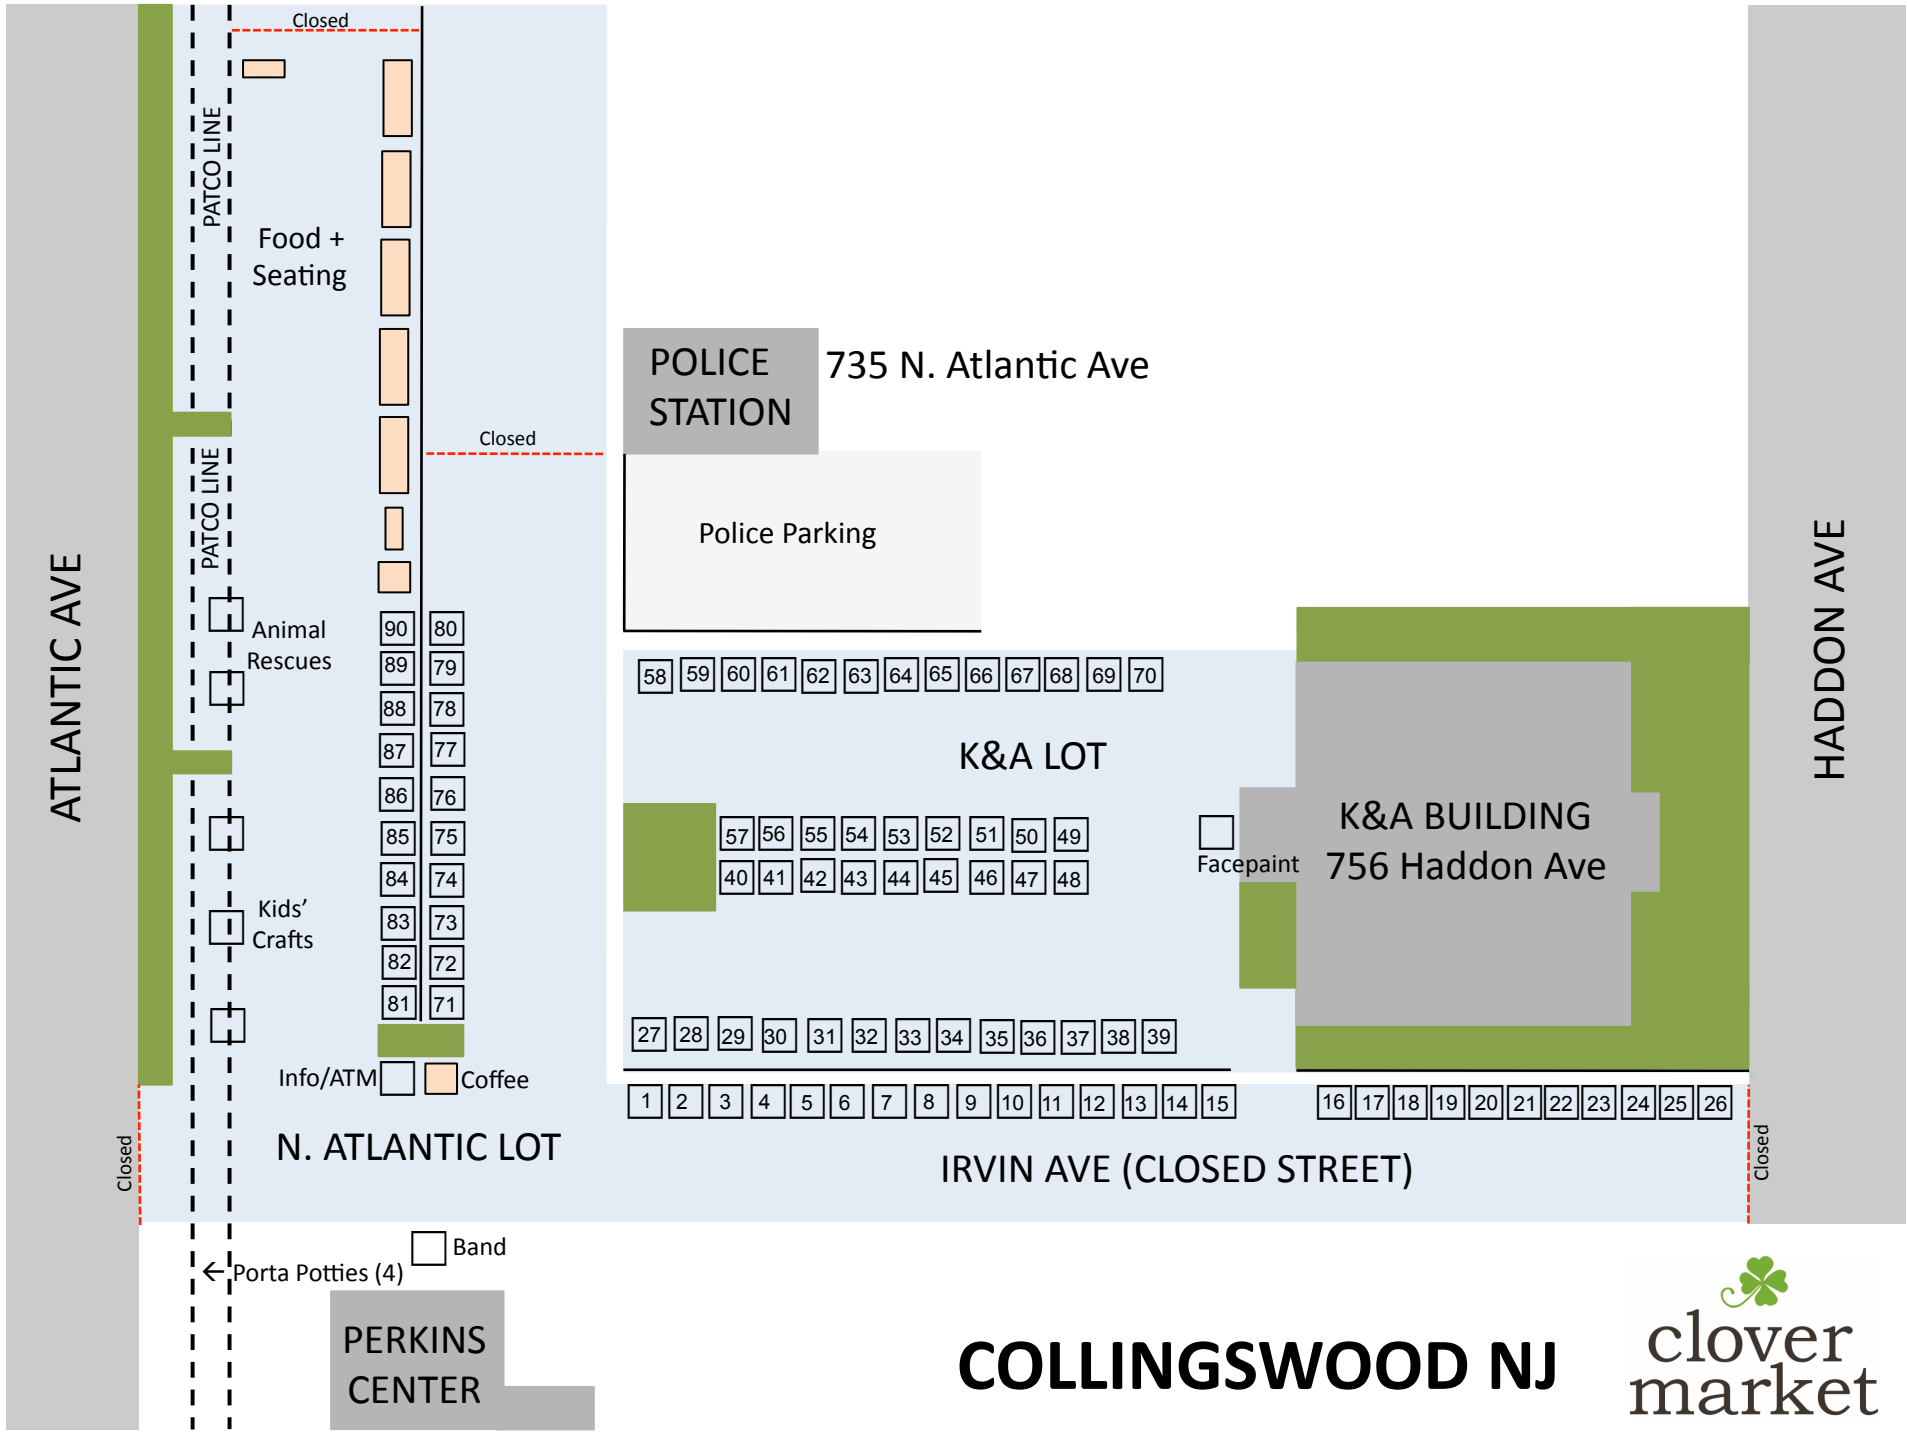 Closed
PATCO LINE
Food +
Seating
POLICE
STATION
735 N. Atlantic Ave
Closed
Police Parking
PATCO LINE
ATLANTIC AVE
HADDON AVE
Animal
Rescues
90 80
89 79
88 78
87 77
86 76
85 75
84 74
83 73
82 72
81 71
Kids’
Crafts
58 59 60 61 62 63 64 65 66 67 68 69 70
K&A LOT
57 56 55 54 53 52 51 50 49
40 41 42 43 44 45 46 47 48
Facepaint
K&A BUILDING
756 Haddon Ave
27 28 29 30 31 32 33 34 35 36 37 38 39
Info/ATM
Coffee
1 2 3 4 5 6 7 8 9 10 11 12 13 14 15
16 17 18 19 20 21 22 23 24 25 26
Closed
N. ATLANTIC LOT
IRVIN AVE (CLOSED STREET)
Closed
Band
← Porta Potties (4)
PERKINS
CENTER
COLLINGSWOOD NJ
clover
market